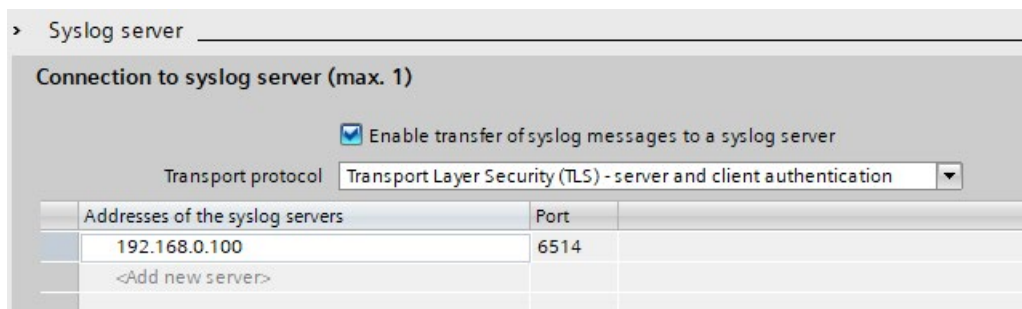 Syslog server
Connection to syslog server (max. 1)
Enable transfer of syslog messages to a syslog server
Transport protocol Transport Layer Security (TLS) - server and client authentication
Addresses of the syslog servers Port
192.168.0.100 6514
<Add new server>